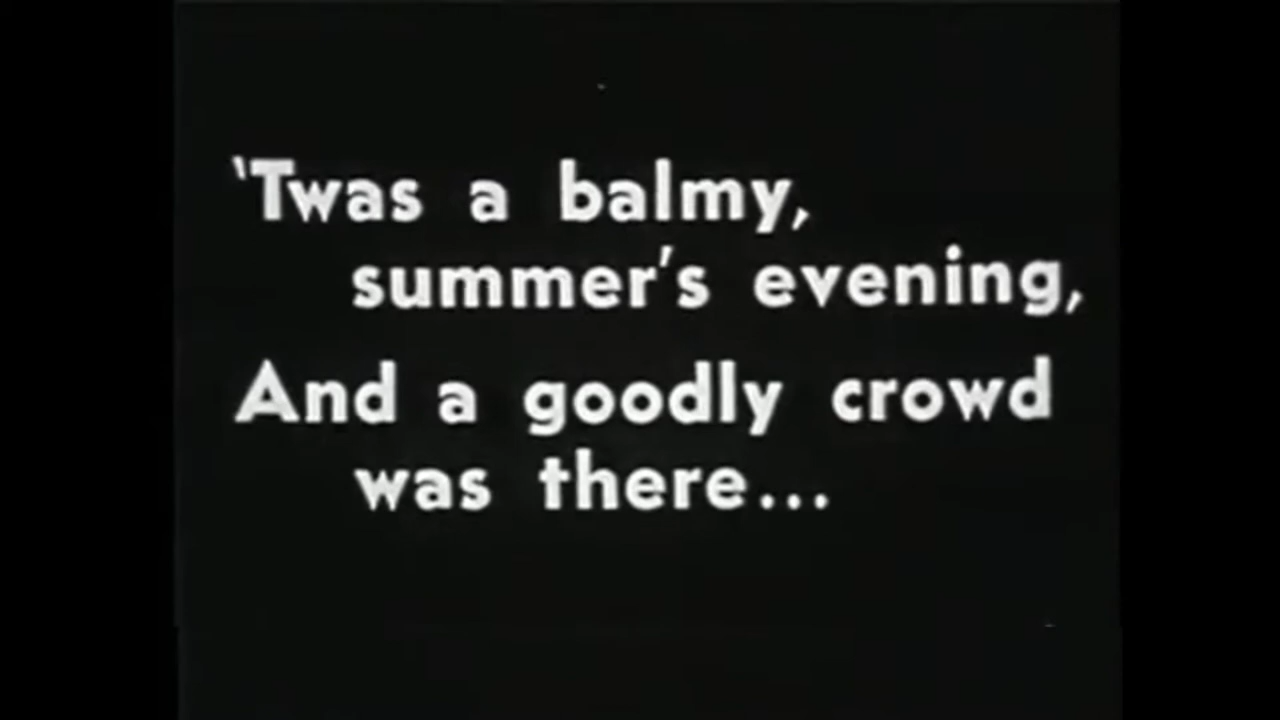 ‘Twas a balmy,
summer's evening,
And a goodly crowd
was there...